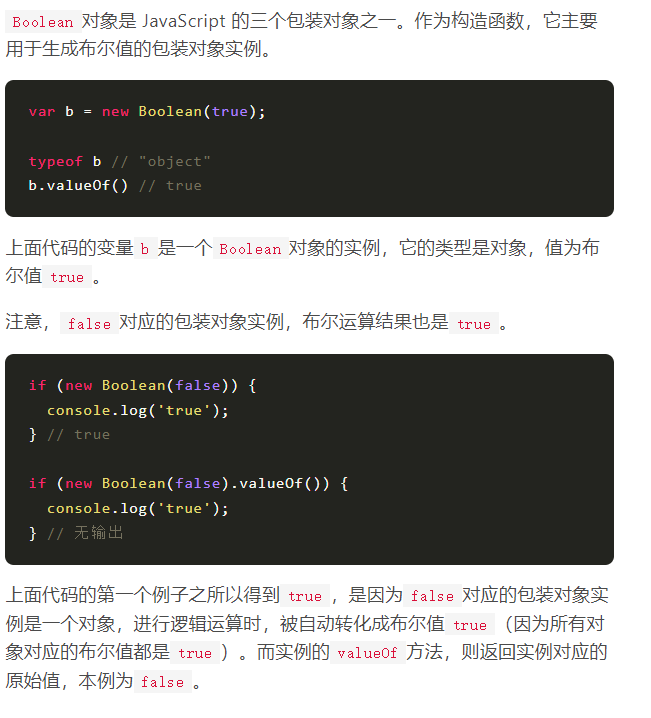 Boolean 对象是 JavaScript 的三个包装对象之一。作为构造函数，它主要
用于生成布尔值的包装对象实例。
var b = new Boolean(true);
typeof b // "object"
b.valueOf() // true
上面代码的变量 b 是一个 Boolean 对象的实例，它的类型是对象，值为布
尔值 true 。
注意， false 对应的包装对象实例，布尔运算结果也是 true 。
if (new Boolean(false)) {
  console.log('true');
} // true
if (new Boolean(false).valueOf()) {
  console.log('true');
} // 无输出
上面代码的第一个例子之所以得到 true ，是因为 false 对应的包装对象实
例是一个对象，进行逻辑运算时，被自动转化成布尔值 true （因为所有对
象对应的布尔值都是 true ）。而实例的 valueOf 方法，则返回实例对应的
原始值，本例为 false 。